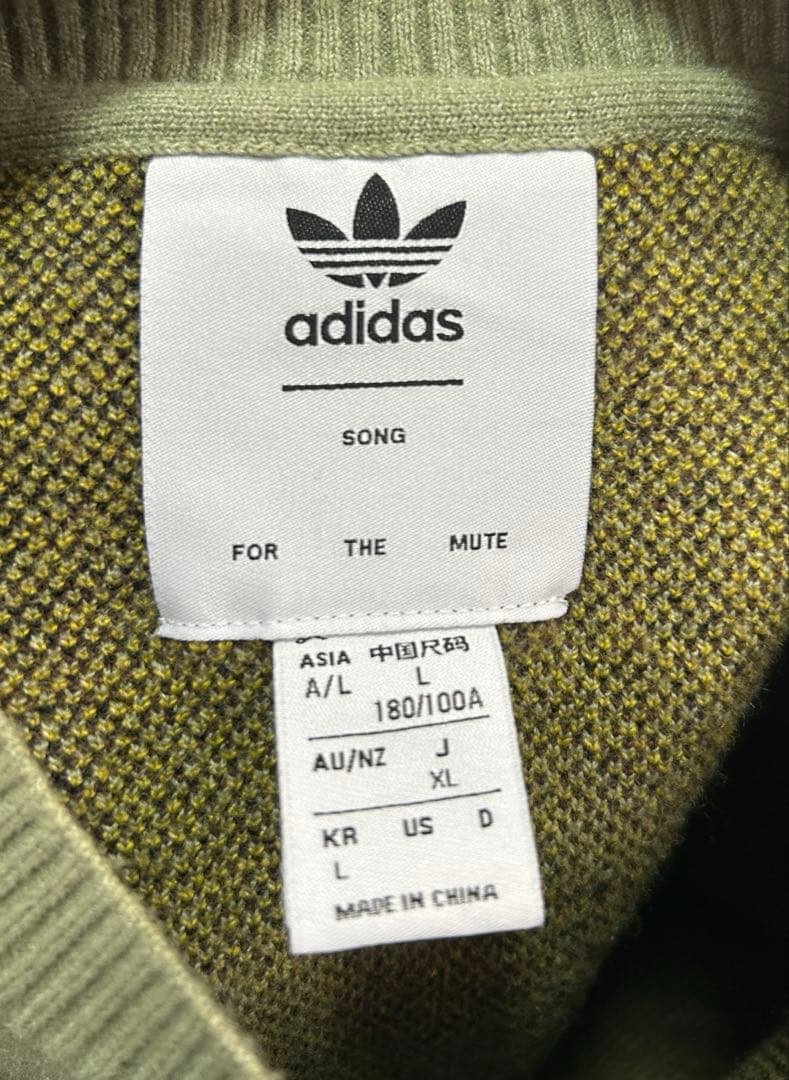 adidas
SONG
FOR THE MUTE
ASIA 中国尺码
A/L L
180/100A
AU/NZ J
XL
KR US D
L
MADE IN CHINA